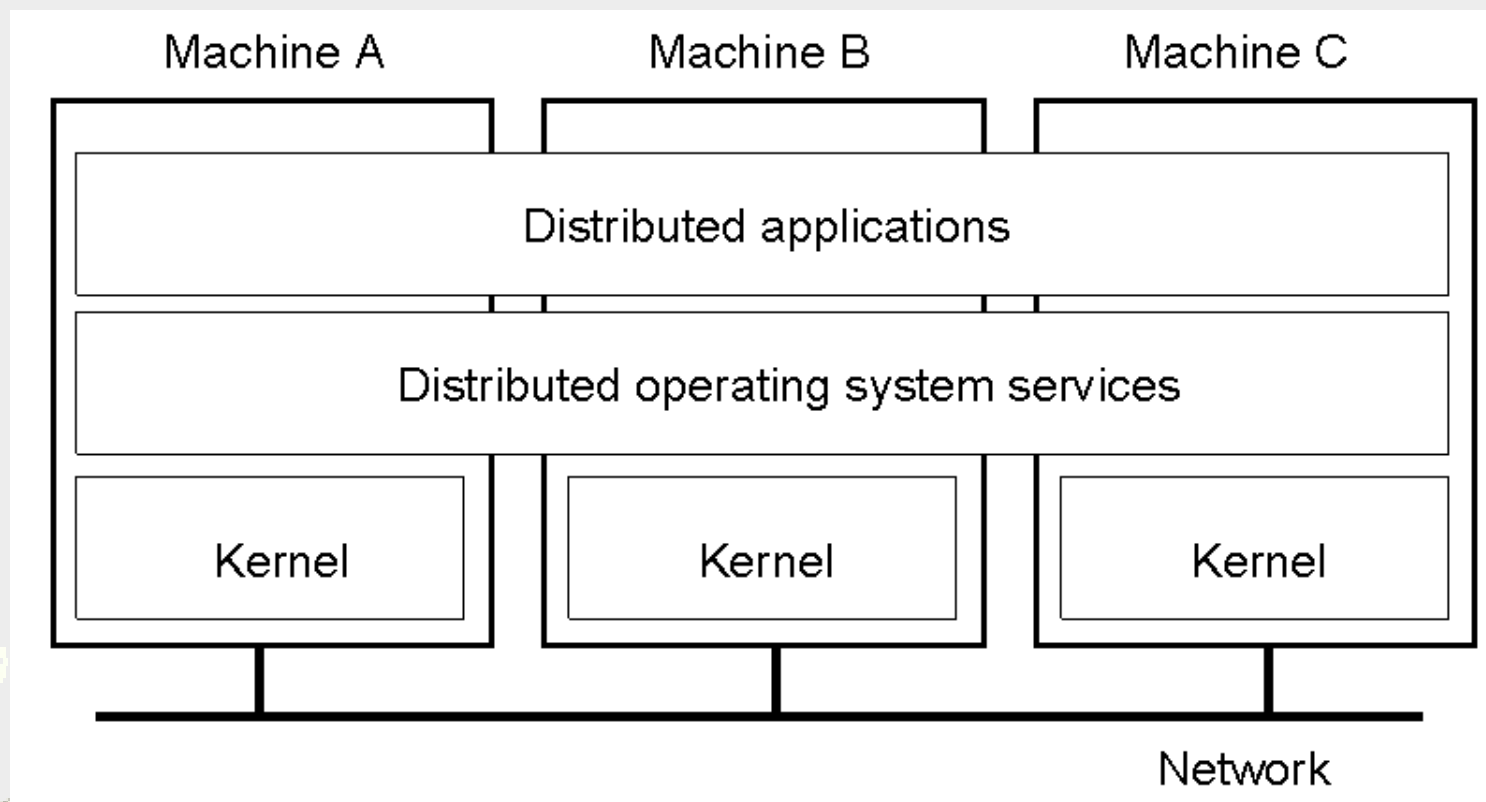 Machine A Machine B Machine C
Distributed applications
Distributed operating system services
Kernel Kernel Kernel
Network